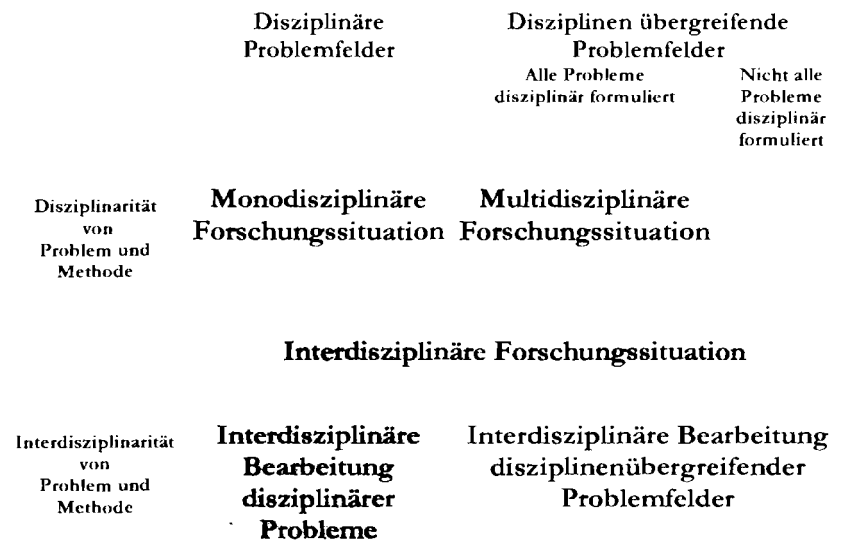 Disziplinäre
Problemfelder
Disziplinen übergreifende
Problemfelder
Alle Probleme
disziplinär formuliert
Nicht alle
Probleme
disziplinär
formuliert
Disziplinarität
von
Problem und
Methode
Monodisziplinäre
Forschungssituation
Multidisziplinäre
Forschungssituation
Interdisziplinäre Forschungssituation
Interdisziplinarität
von
Problem und
Methode
Interdisziplinäre
Bearbeitung
disziplinärer
Probleme
Interdisziplinäre Bearbeitung
disziplinenübergreifender
Problemfelder